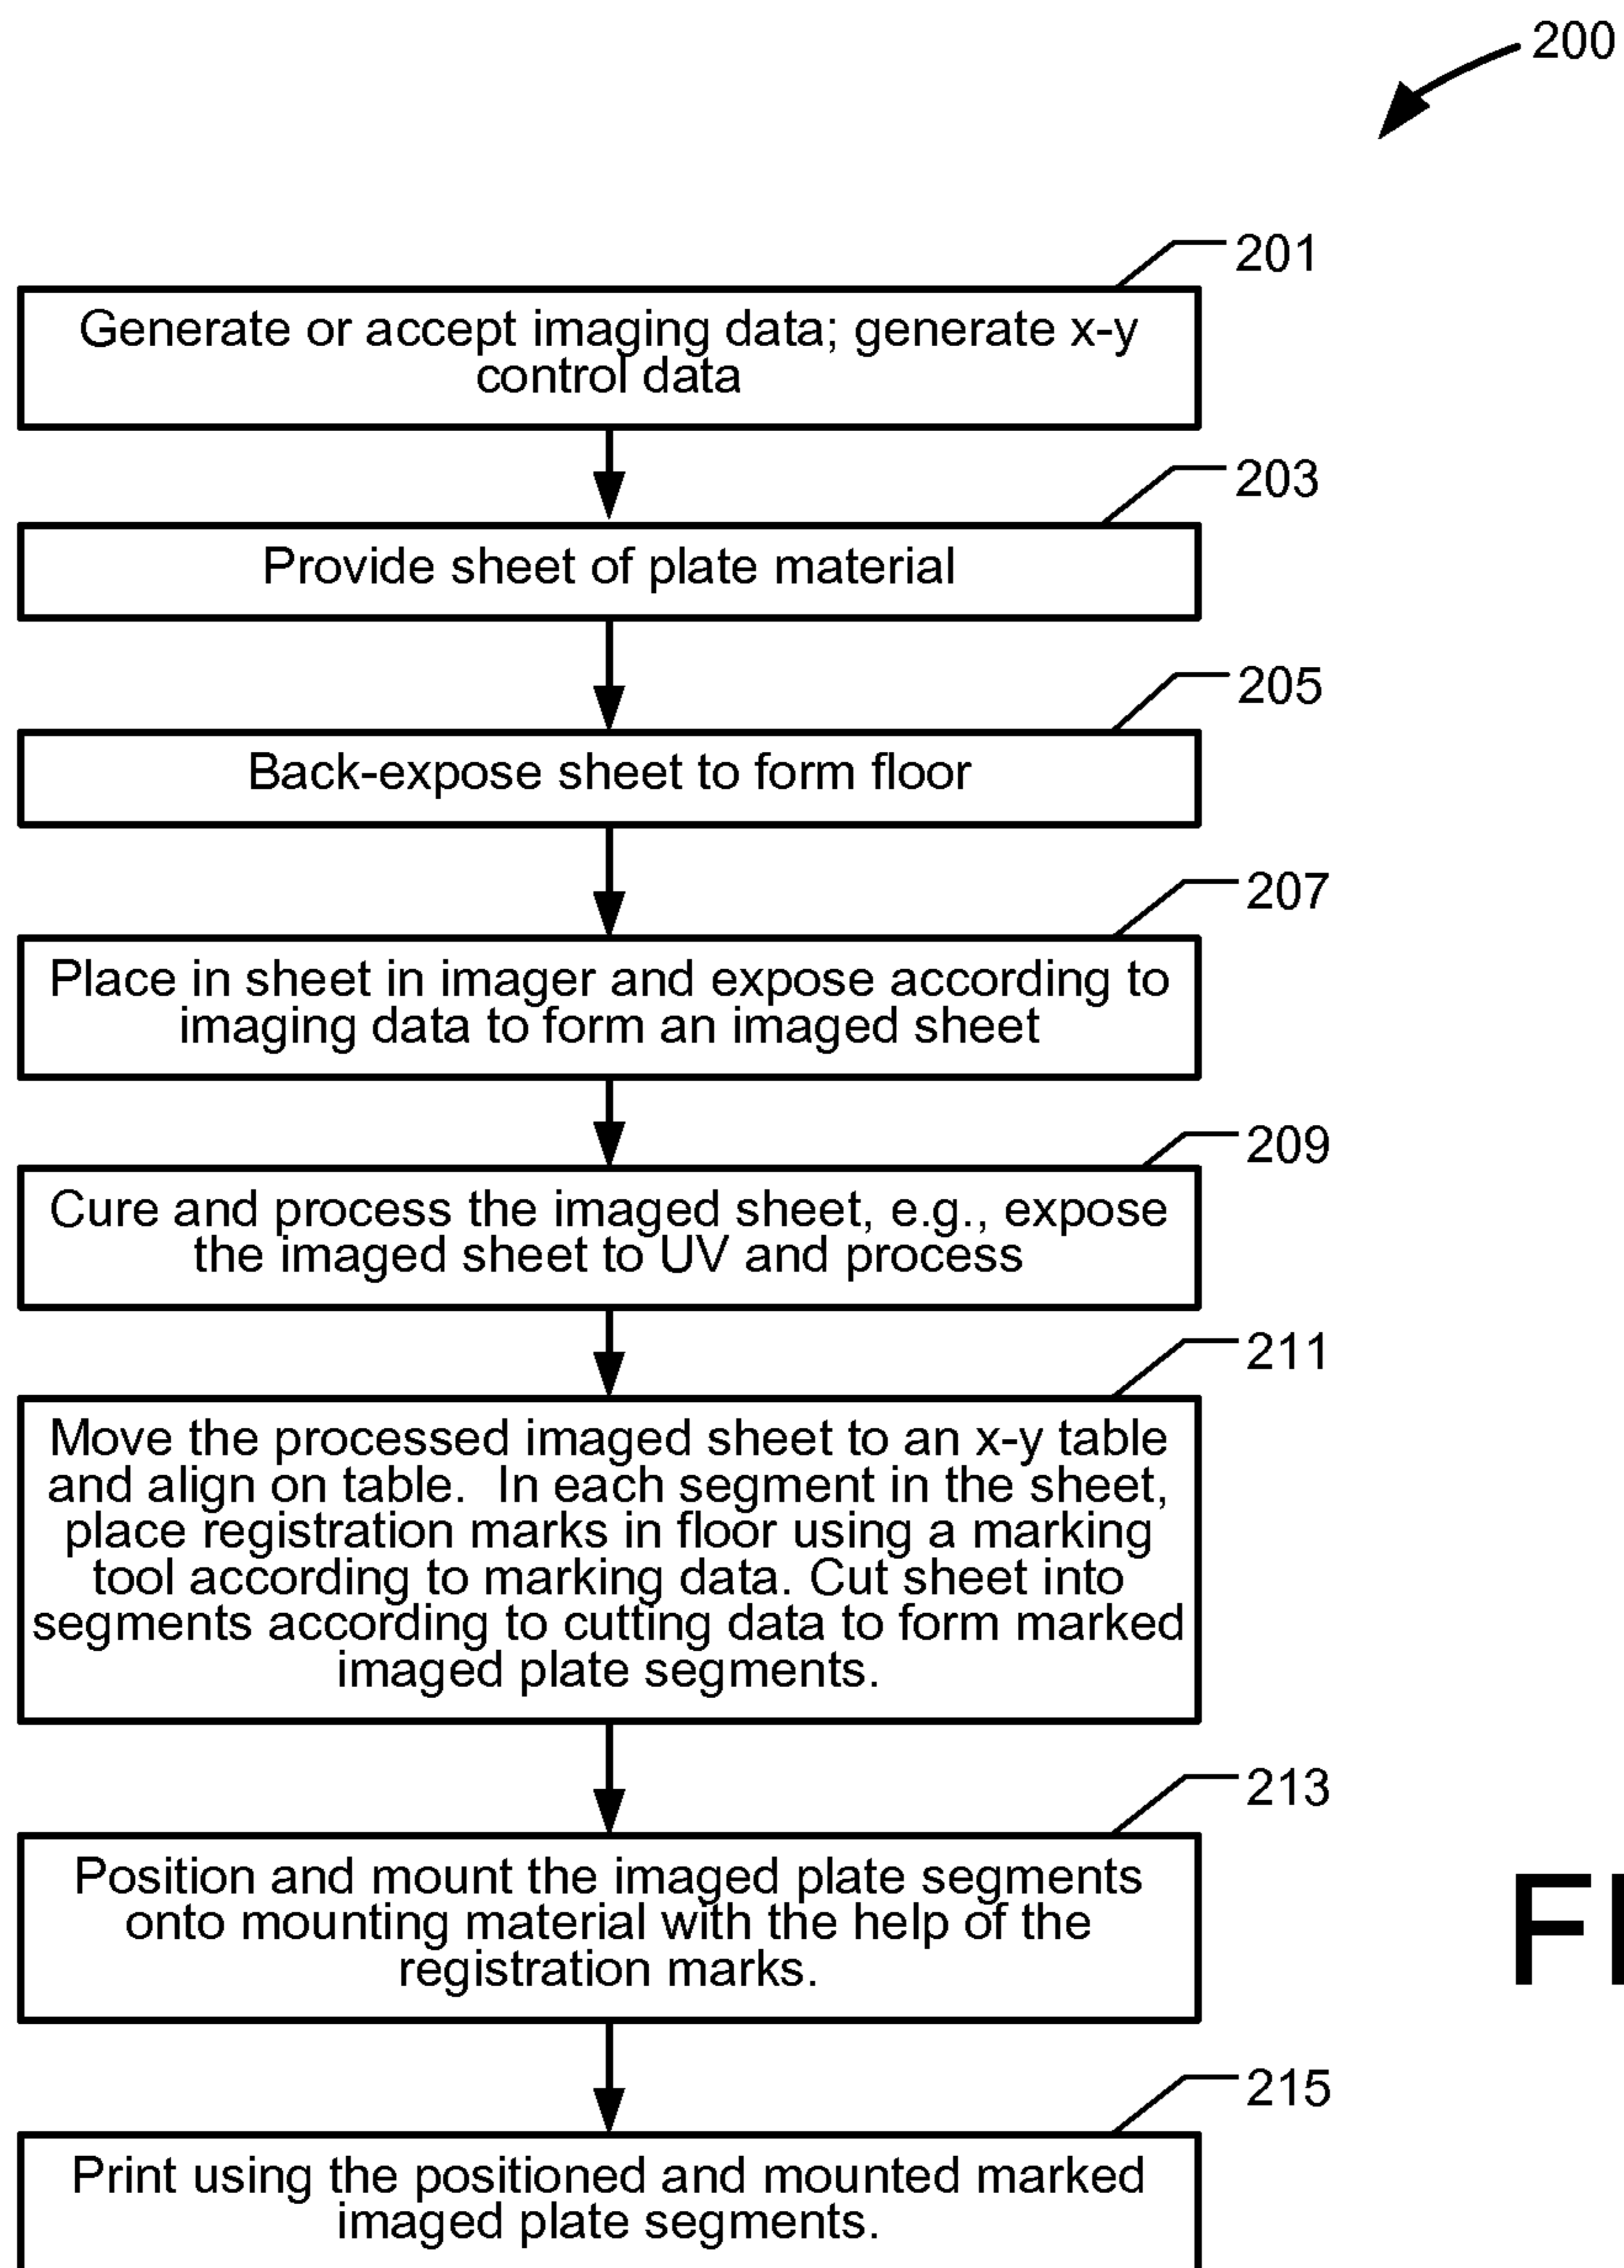 200
201
Generate or accept imaging data; generate x-y
control data
203
Provide sheet of plate material
205
Back-expose sheet to form floor
207
Place in sheet in imager and expose according to
imaging data to form an imaged sheet
209
Cure and process the imaged sheet, e.g., expose
the imaged sheet to UV and process
211
Move the processed imaged sheet to an x-y table
and align on table.  In each segment in the sheet,
place registration marks in floor using a marking
tool according to marking data. Cut sheet into
segments according to cutting data to form marked
imaged plate segments.
213
Position and mount the imaged plate segments
onto mounting material with the help of the
registration marks.
215
Print using the positioned and mounted marked
imaged plate segments.